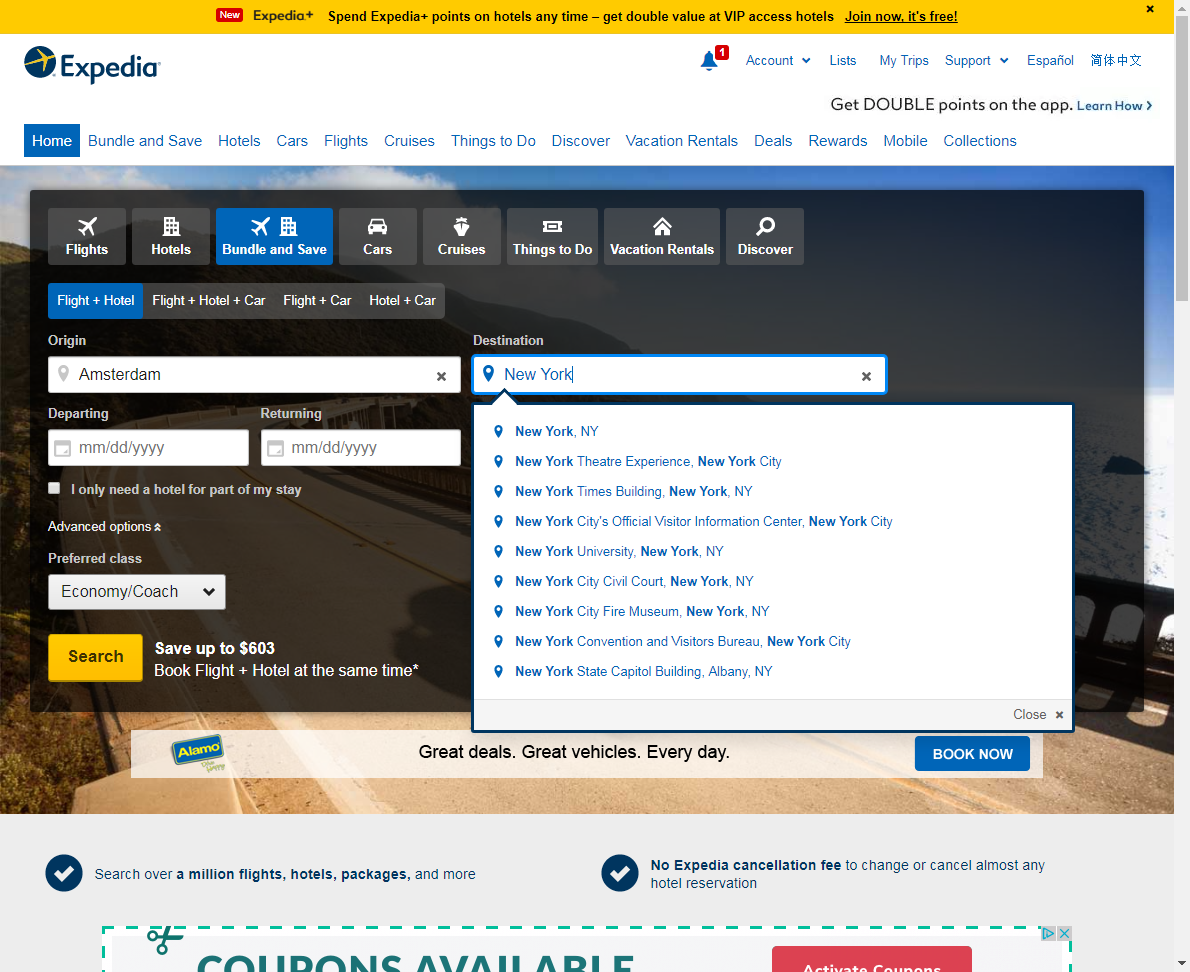 New Expedia+ Spend Expedia+ points on hotels any time – get double value at VIP access hotels Join now, it's free!
Expedia
1 Account Lists My Trips Support Español 简体中文
Get DOUBLE points on the app. Learn How
Home Bundle and Save Hotels Cars Flights Cruises Things to Do Discover Vacation Rentals Deals Rewards Mobile Collections
Flights Hotels Bundle and Save Cars Cruises Things to Do Vacation Rentals Discover
Flight + Hotel Flight + Hotel + Car Flight + Car Hotel + Car
Origin Destination
Amsterdam New York
Departing Returning
mm/dd/yyyy mm/dd/yyyy
I only need a hotel for part of my stay
Advanced options
Preferred class
Economy/Coach
Search
Save up to $603
Book Flight + Hotel at the same time*
New York, NY
New York Theatre Experience, New York City
New York Times Building, New York, NY
New York City's Official Visitor Information Center, New York City
New York University, New York, NY
New York City Civil Court, New York, NY
New York City Fire Museum, New York, NY
New York Convention and Visitors Bureau, New York City
New York State Capitol Building, Albany, NY
Close
Alamo Great deals. Great vehicles. Every day. BOOK NOW
Search over a million flights, hotels, packages, and more
No Expedia cancellation fee to change or cancel almost any
hotel reservation
COUPONS AVAILABLE
Activate Coupons